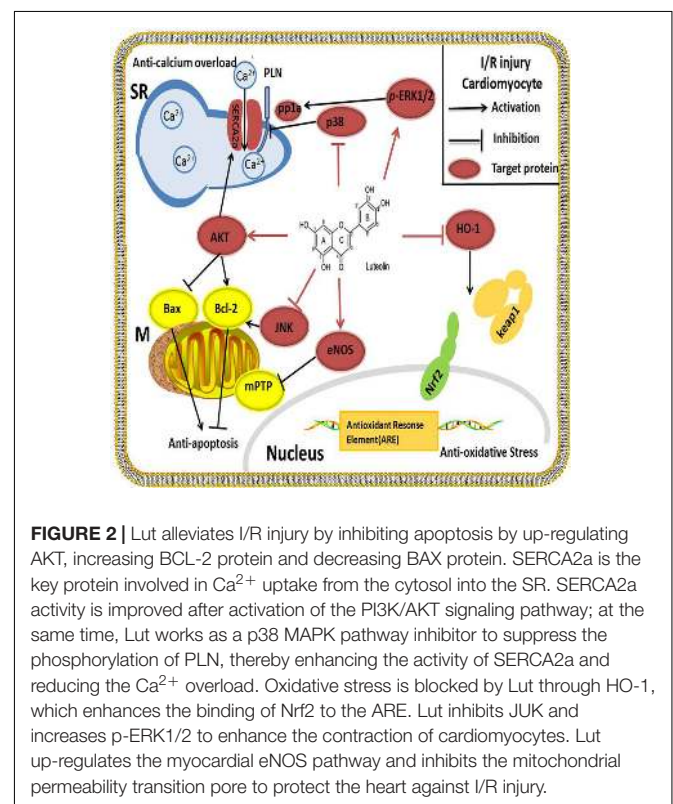 Anti-calcium overload
Ca²⁺
PLN
I/R injury
Cardiomyocyte
Activation
Inhibition
Target protein
SR
SERCA2a
pp1a
p-ERK1/2
p38
Ca²⁺
Ca²⁺
Ca²⁺
OH
OH
B
HO
O
A
C
OH
O
Luteolin
AKT
HO-1
Bax
Bcl-2
JNK
eNOS
keap1
M
mPTP
Nrf2
Anti-apoptosis
Nucleus
Antioxidant Resonse
Element(ARE)
Anti-oxidative Stress
FIGURE 2 | Lut alleviates I/R injury by inhibiting apoptosis by up-regulating
AKT, increasing BCL-2 protein and decreasing BAX protein. SERCA2a is the
key protein involved in Ca²⁺ uptake from the cytosol into the SR. SERCA2a
activity is improved after activation of the PI3K/AKT signaling pathway; at the
same time, Lut works as a p38 MAPK pathway inhibitor to suppress the
phosphorylation of PLN, thereby enhancing the activity of SERCA2a and
reducing the Ca²⁺ overload. Oxidative stress is blocked by Lut through HO-1,
which enhances the binding of Nrf2 to the ARE. Lut inhibits JUK and
increases p-ERK1/2 to enhance the contraction of cardiomyocytes. Lut
up-regulates the myocardial eNOS pathway and inhibits the mitochondrial
permeability transition pore to protect the heart against I/R injury.